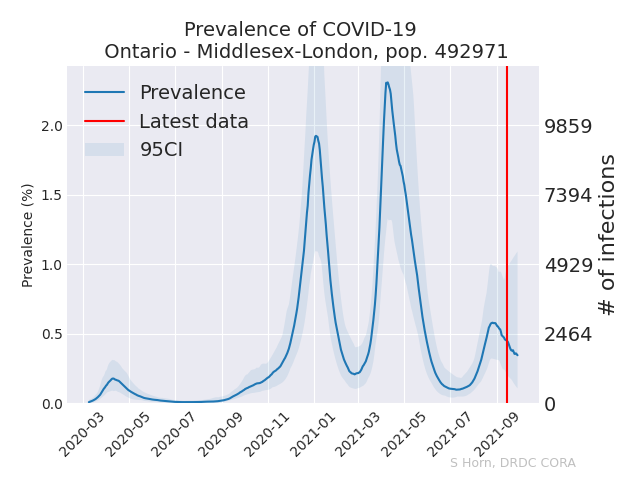 Prevalence of COVID-19
Ontario - Middlesex-London, pop. 492971
Prevalence
Latest data
95CI
Prevalence (%)
2.0
1.5
1.0
0.5
0.0
9859
7394
4929
2464
0
# of infections
2020-03
2020-05
2020-07
2020-09
2020-11
2021-01
2021-03
2021-05
2021-07
2021-09
S Horn, DRDC CORA